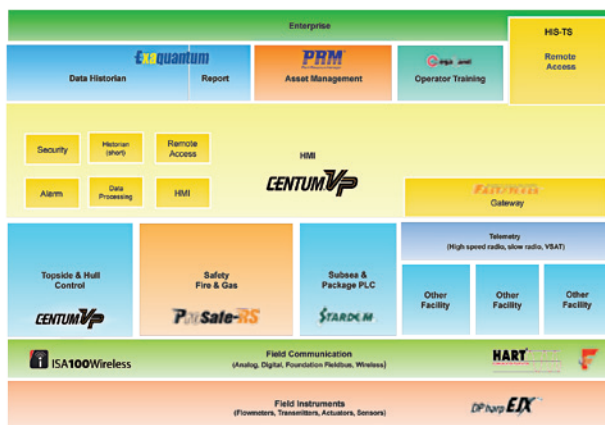 Enterprise
HIS-TS
Remote
Access
Exaquantum
Data Historian
Report
PRM
Asset Management
Operator Training
Security
Historian
(short)
Remote
Access
HMI
CENTUM VP
Alarm
Data
Processing
HMI
Gateway
Topside & Hull
Control
CENTUM VP
Safety
Fire & Gas
ProSafe-RS
Subsea &
Package PLC
STARDOM
Telemetry
(High speed radio, slow radio, VSAT)
Other
Facility
Other
Facility
Other
Facility
ISA100Wireless
Field Communication
(Analog, Digital, Foundation Fieldbus, Wireless)
HART
Field Instruments
(Flowmeters, Transmitters, Actuators, Sensors)
DPharp EJX